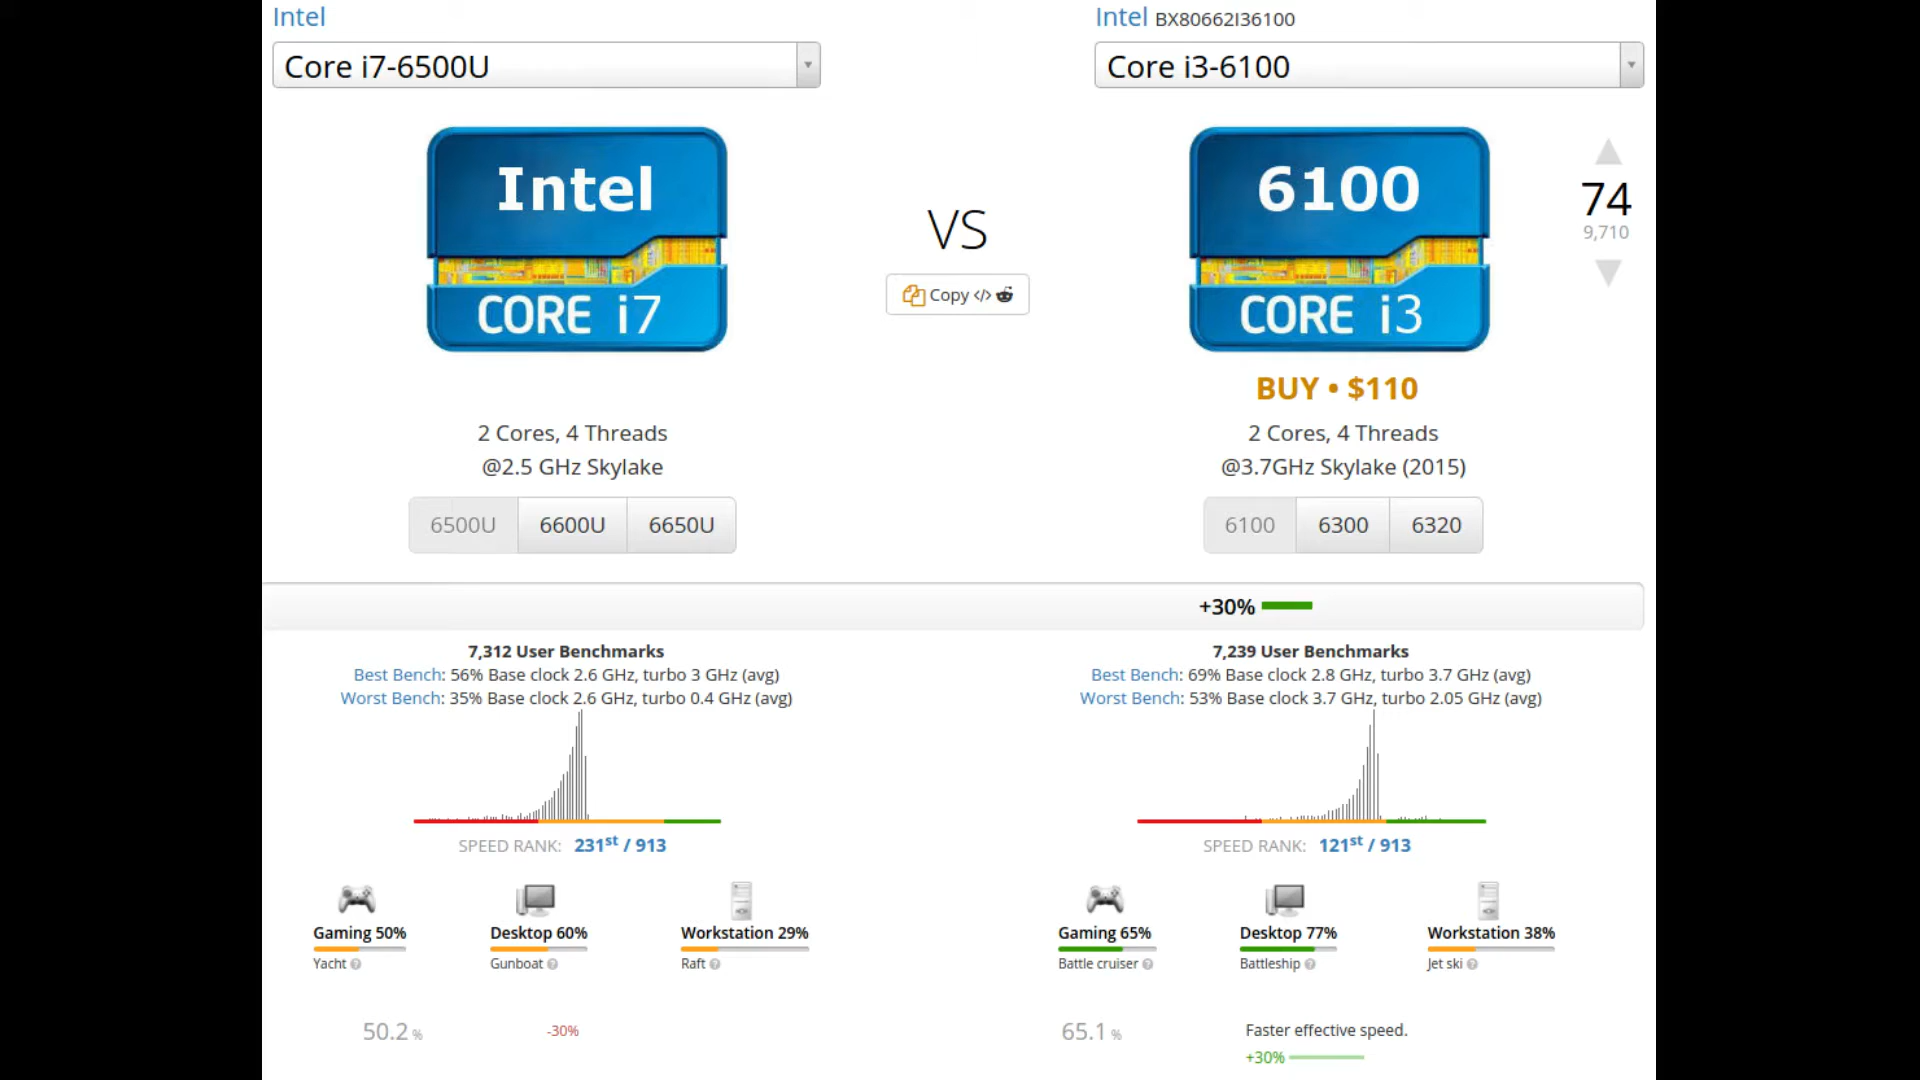 Intel
Core i7-6500U
Intel
CORE i7
2 Cores, 4 Threads
@2.5 GHz Skylake
6500U 6600U 6650U
VS
Copy </>
Intel BX80662I36100
Core i3-6100
6100
CORE i3
74
9,710
BUY • $110
2 Cores, 4 Threads
@3.7GHz Skylake (2015)
6100 6300 6320
+30%
7,312 User Benchmarks
Best Bench: 56% Base clock 2.6 GHz, turbo 3 GHz (avg)
Worst Bench: 35% Base clock 2.6 GHz, turbo 0.4 GHz (avg)
SPEED RANK: 231st / 913
Gaming 50% Desktop 60% Workstation 29%
Yacht Gunboat Raft
50.2 % -30%
7,239 User Benchmarks
Best Bench: 69% Base clock 2.8 GHz, turbo 3.7 GHz (avg)
Worst Bench: 53% Base clock 3.7 GHz, turbo 2.05 GHz (avg)
SPEED RANK: 121st / 913
Gaming 65% Desktop 77% Workstation 38%
Battle cruiser Battleship Jet ski
65.1 % Faster effective speed.
+30%